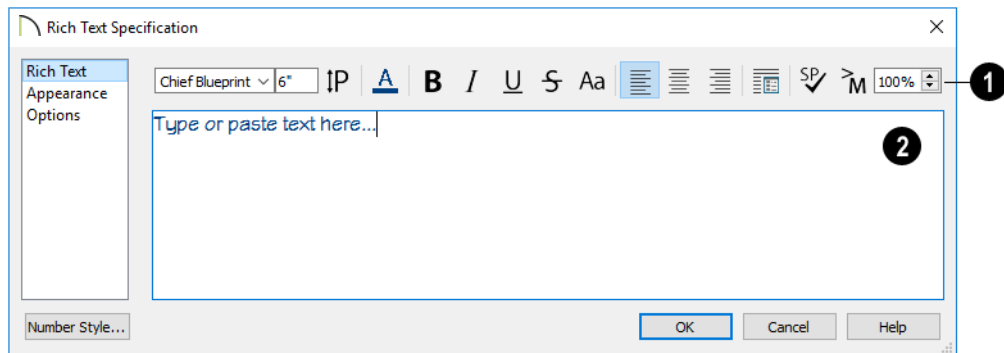 Rich Text Specification
Rich Text
Appearance
Options
Chief Blueprint 6" P A B I U S Aa SP M 100% 1
Type or paste text here...
2
Number Style...
OK Cancel Help